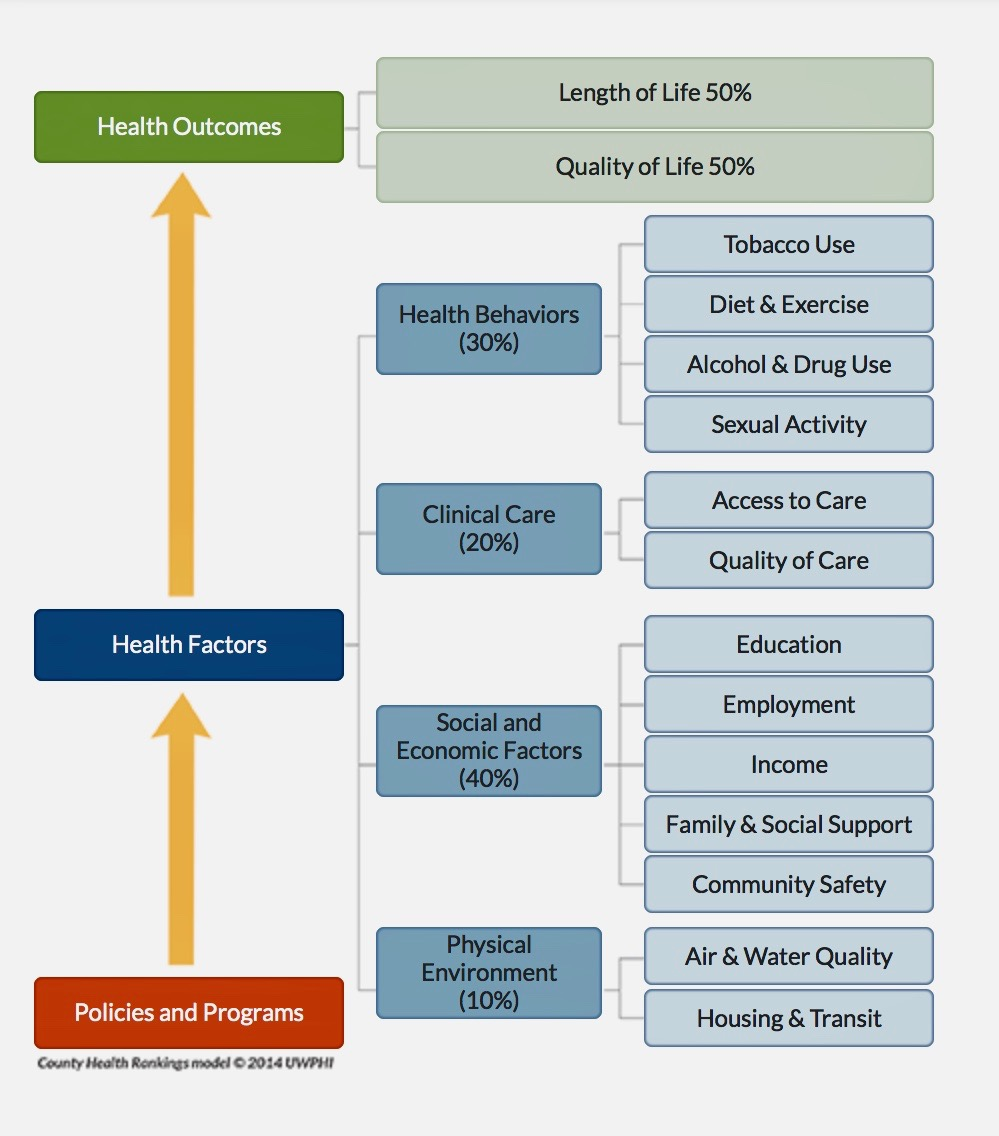 Health Outcomes
Length of Life 50%
Quality of Life 50%
Health Behaviors
(30%)
Tobacco Use
Diet & Exercise
Alcohol & Drug Use
Sexual Activity
Clinical Care
(20%)
Access to Care
Quality of Care
Health Factors
Social and
Economic Factors
(40%)
Education
Employment
Income
Family & Social Support
Community Safety
Physical
Environment
(10%)
Air & Water Quality
Housing & Transit
Policies and Programs
County Health Rankings model © 2014 UWPHI